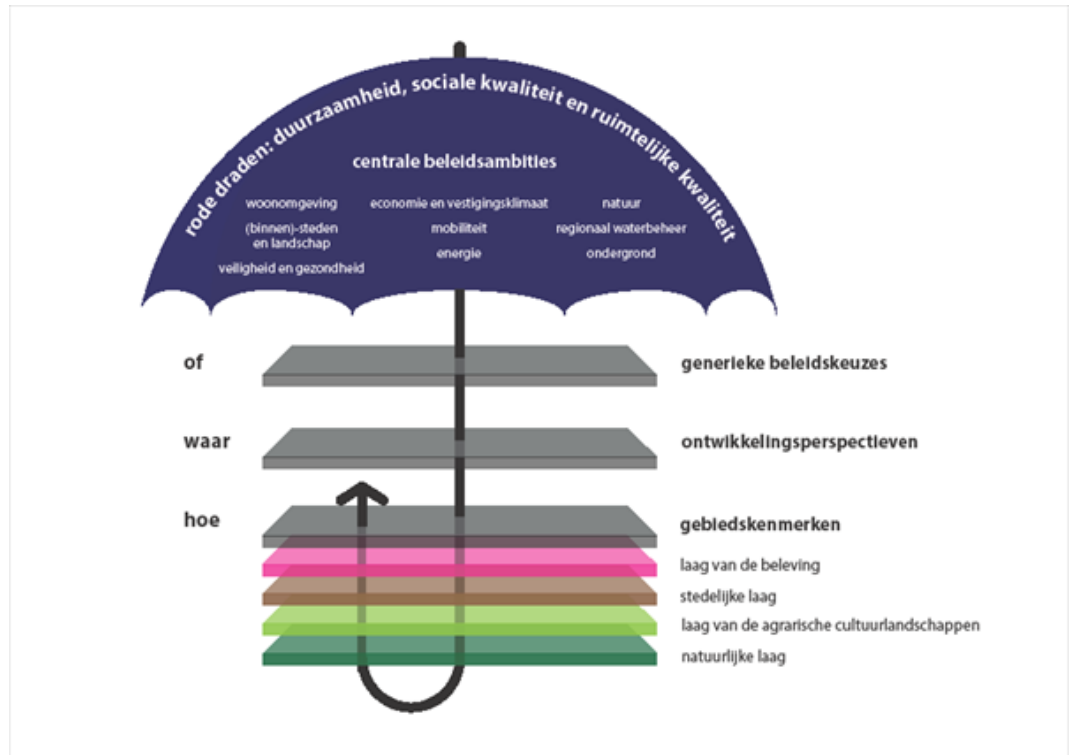 rode draden: duurzaamheid, sociale kwaliteit en ruimtelijke kwaliteit
centrale beleidsambities
woonomgeving
(binnen)-steden
en landschap
veiligheid en gezondheid
economie en vestigingsklimaat
mobiliteit
energie
natuur
regionaal waterbeheer
ondergrond
of
generieke beleidskeuzes
waar
ontwikkelingsperspectieven
hoe
gebiedskenmerken
laag van de beleving
stedelijke laag
laag van de agrarische cultuurlandschappen
natuurlijke laag